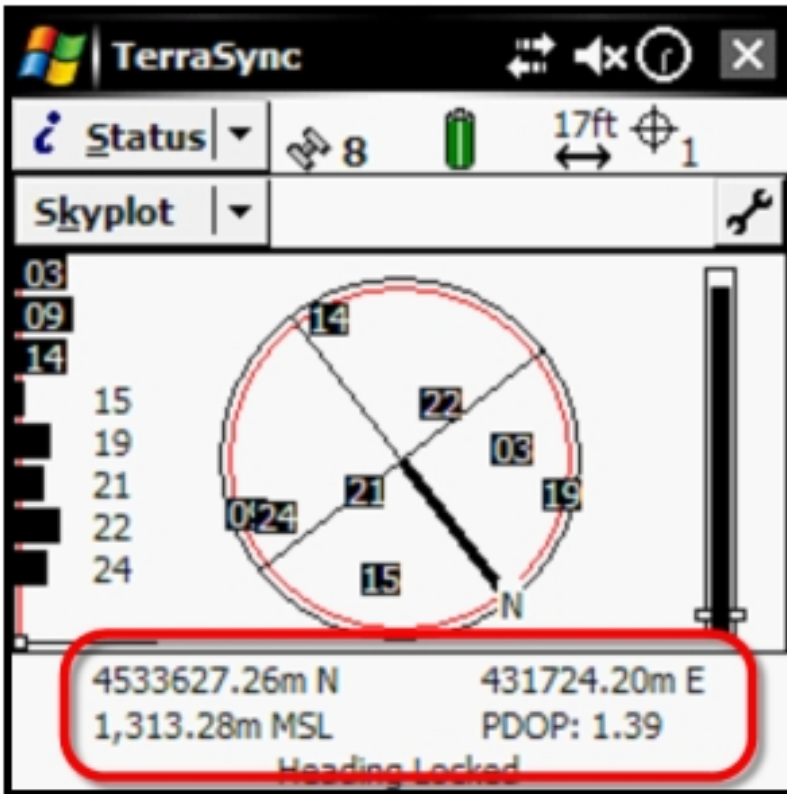 TerraSync
Status
8
17ft
1
Skyplot
03
09
14
15
19
21
22
24
14
22
03
21
19
24
15
N
4533627.26m N 431724.20m E
1,313.28m MSL PDOP: 1.39
Heading Locked